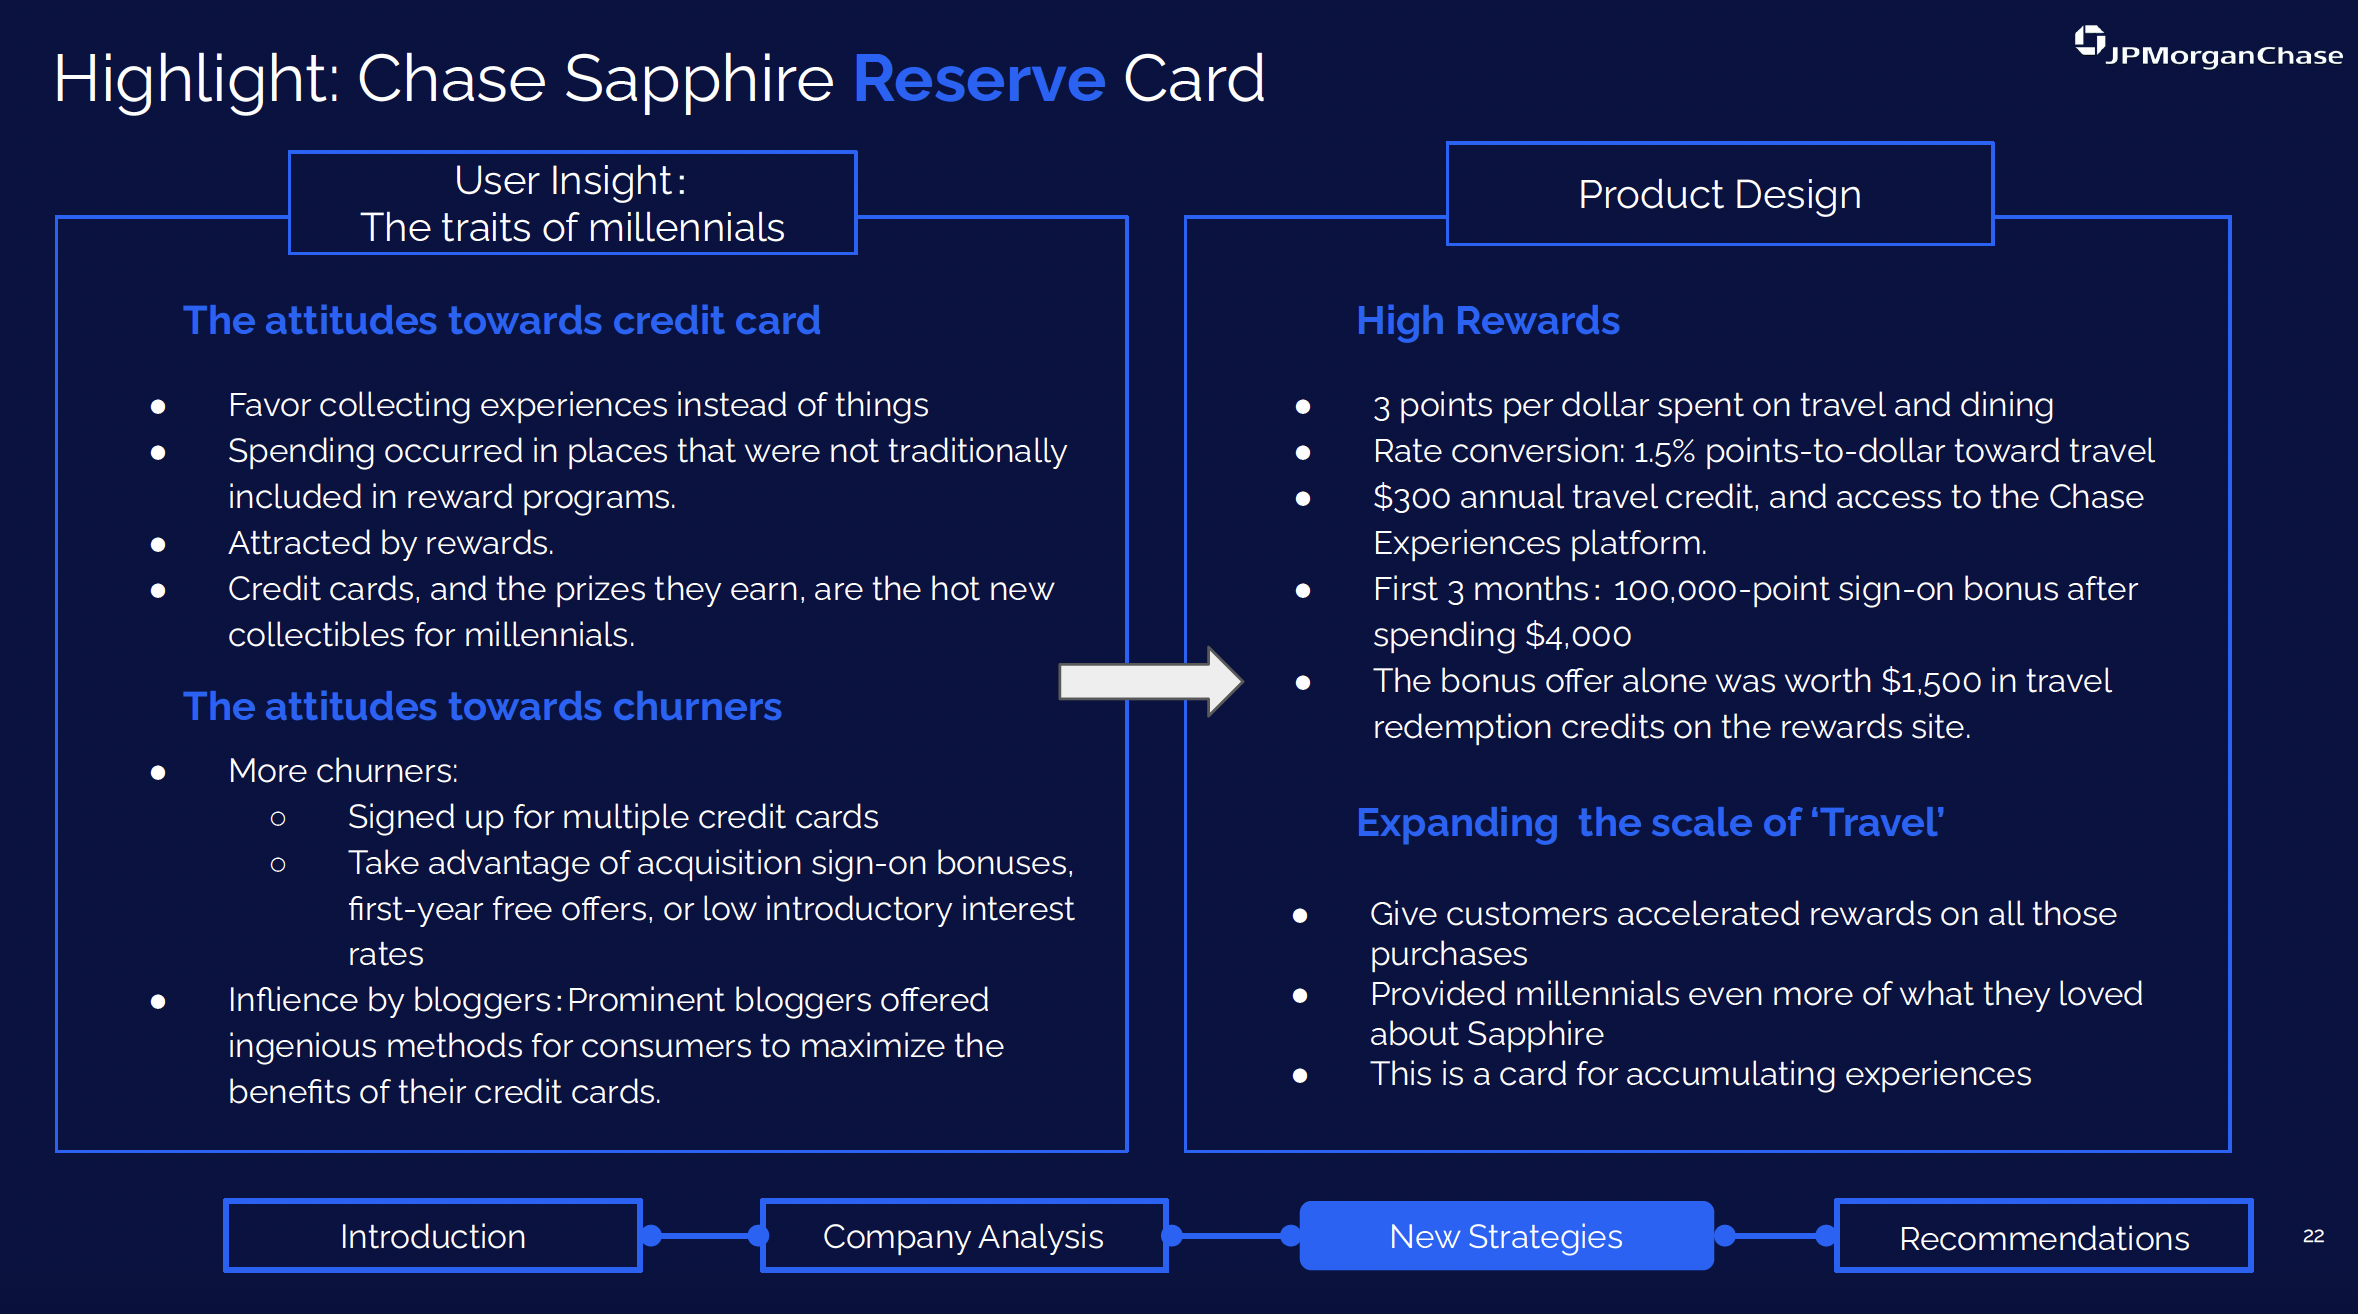 Highlight: Chase Sapphire Reserve Card
JPMorganChase
User Insight:
The traits of millennials
The attitudes towards credit card
● Favor collecting experiences instead of things
● Spending occurred in places that were not traditionally
included in reward programs.
● Attracted by rewards.
● Credit cards, and the prizes they earn, are the hot new
collectibles for millennials.
The attitudes towards churners
● More churners:
○ Signed up for multiple credit cards
○ Take advantage of acquisition sign-on bonuses,
first-year free offers, or low introductory interest
rates
● Inflience by bloggers:Prominent bloggers offered
ingenious methods for consumers to maximize the
benefits of their credit cards.
Product Design
High Rewards
● 3 points per dollar spent on travel and dining
● Rate conversion: 1.5% points-to-dollar toward travel
● $300 annual travel credit, and access to the Chase
Experiences platform.
● First 3 months: 100,000-point sign-on bonus after
spending $4,000
● The bonus offer alone was worth $1,500 in travel
redemption credits on the rewards site.
Expanding the scale of ‘Travel’
● Give customers accelerated rewards on all those
purchases
● Provided millennials even more of what they loved
about Sapphire
● This is a card for accumulating experiences
Introduction
Company Analysis
New Strategies
Recommendations
22